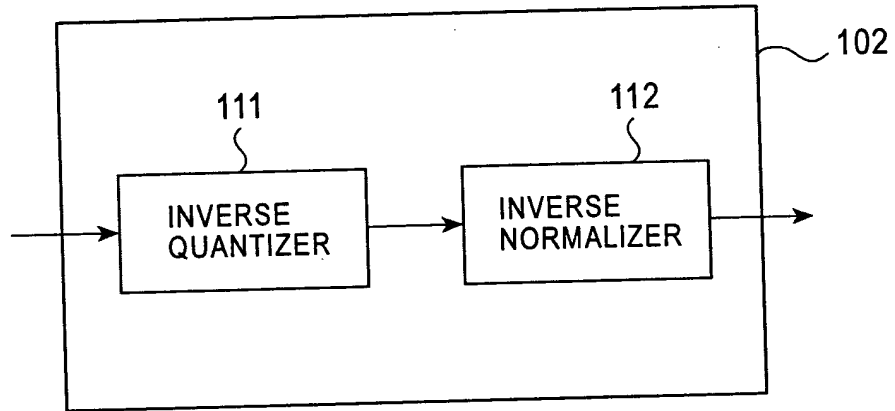 102
111
112
INVERSE
QUANTIZER
INVERSE
NORMALIZER